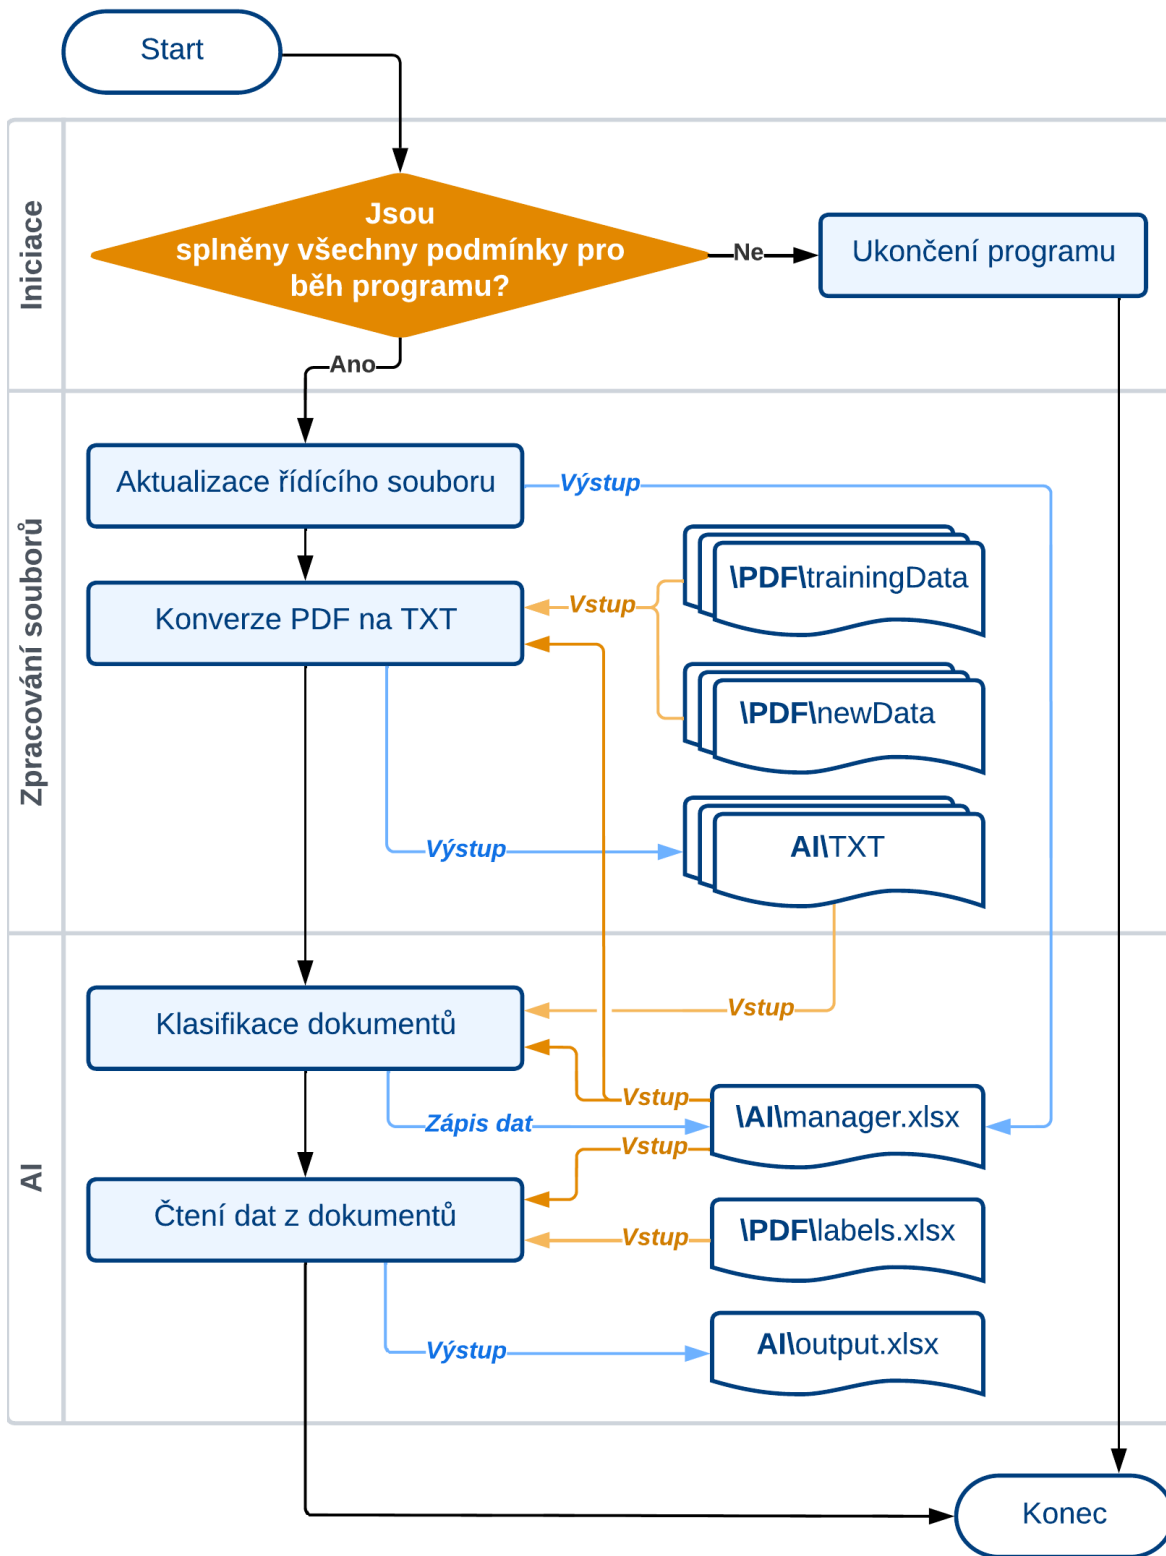 Start
Iniciace
Jsou
splněny všechny podmínky pro
běh programu?
Ne
Ukončení programu
Ano
Zpracování souborů
Aktualizace řídícího souboru
Výstup
\PDF\trainingData
Vstup
Konverze PDF na TXT
\PDF\newData
Výstup
AI\TXT
AI
Klasifikace dokumentů
Vstup
Vstup
\AI\manager.xlsx
Zápis dat
Vstup
Čtení dat z dokumentů
Vstup
\PDF\labels.xlsx
Výstup
AI\output.xlsx
Konec